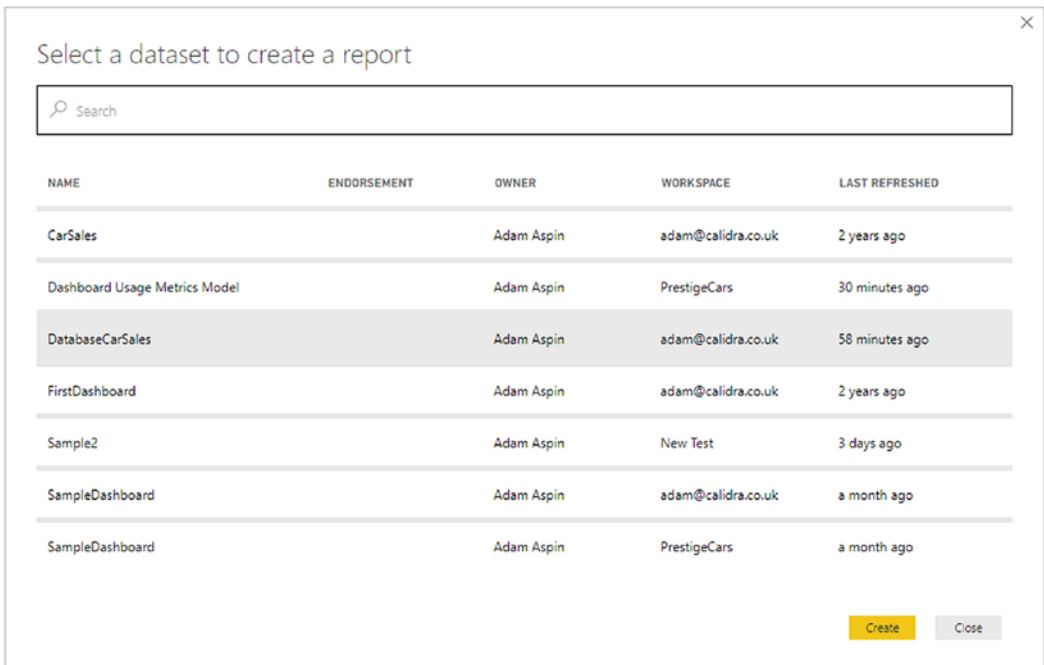 Select a dataset to create a report
Search
NAME ENDORSEMENT OWNER WORKSPACE LAST REFRESHED
CarSales Adam Aspin adam@calidra.co.uk 2 years ago
Dashboard Usage Metrics Model Adam Aspin PrestigeCars 30 minutes ago
DatabaseCarSales Adam Aspin adam@calidra.co.uk 58 minutes ago
FirstDashboard Adam Aspin adam@calidra.co.uk 2 years ago
Sample2 Adam Aspin New Test 3 days ago
SampleDashboard Adam Aspin adam@calidra.co.uk a month ago
SampleDashboard Adam Aspin PrestigeCars a month ago
Create Close